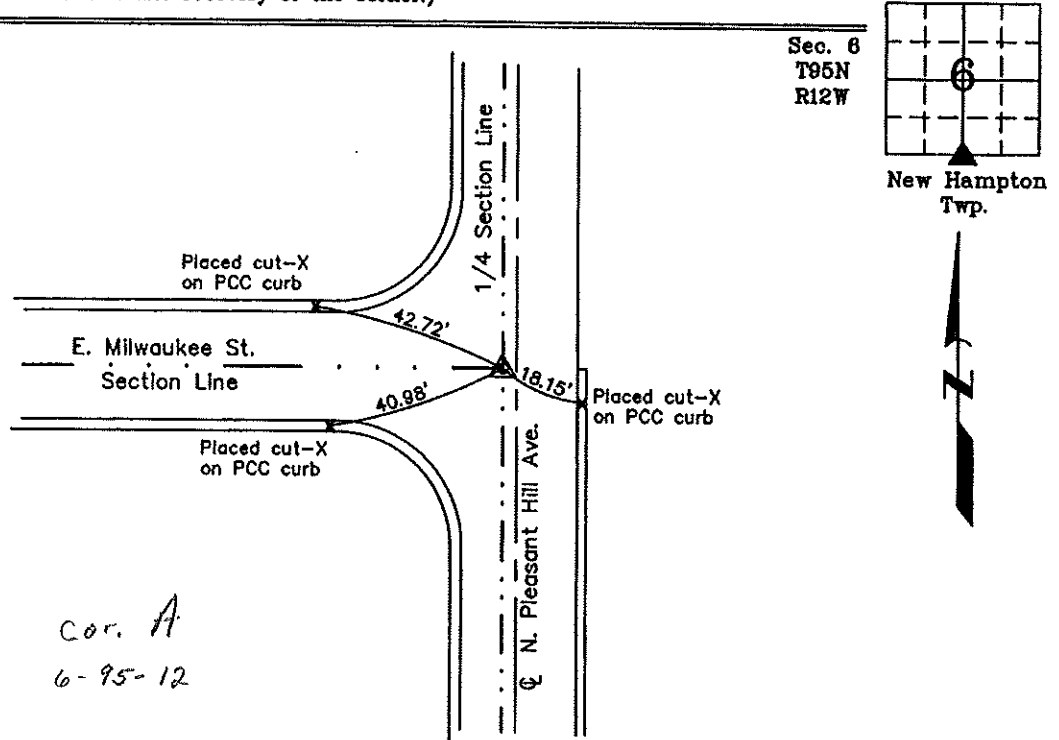 Sec. 6
T95N
R12W
6
New Hampton
Twp.
N
1/4 Section Line
Placed cut-X
on PCC curb
42.72'
E. Milwaukee St.
Section Line
18.15'
40.98'
Placed cut-X
on PCC curb
Placed cut-X
on PCC curb
℄ N. Pleasant Hill Ave.
Cor. A
6-95-12